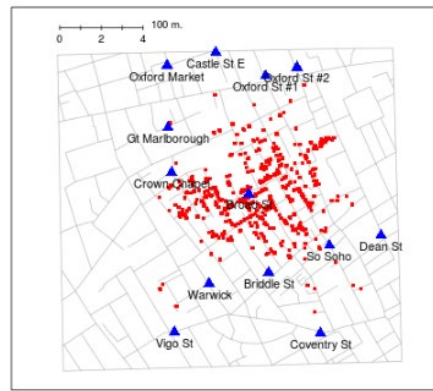 100 m.
0 2 4
Castle St E
Oxford Market
Oxford St #2
Oxford St #1
Gt Marlborough
Crown Chapel
Broad St
Dean St
So Soho
Briddle St
Warwick
Vigo St
Coventry St